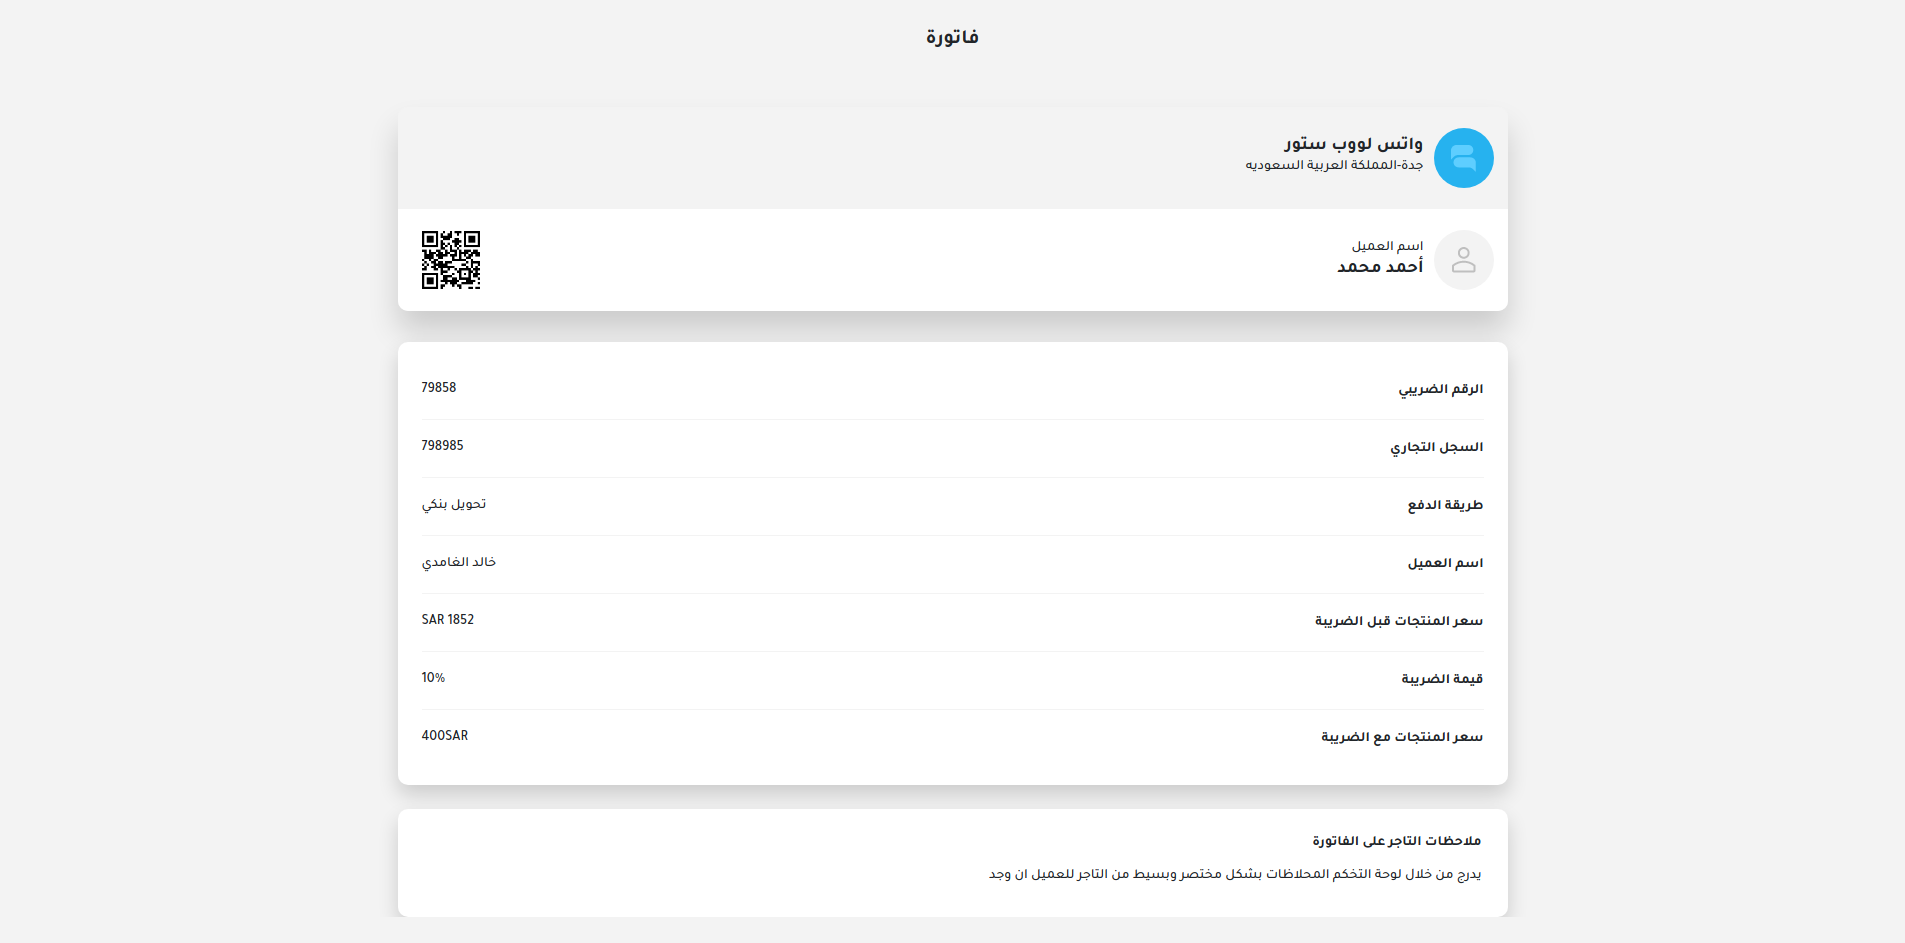 فاتورة
واتس لووب ستور
جدة-المملكة العربية السعوديه
اسم العميل
أحمد محمد
الرقم الضريبي 79858
السجل التجاري 798985
طريقة الدفع تحويل بنكي
اسم العميل خالد الغامدي
سعر المنتجات قبل الضريبة SAR 1852
قيمة الضريبة 10%
سعر المنتجات مع الضريبة 400SAR
ملاحظات التاجر على الفاتورة
يدرج من خلال لوحة التخكم المحلاظات بشكل مختصر وبسيط من التاجر للعميل ان وجد